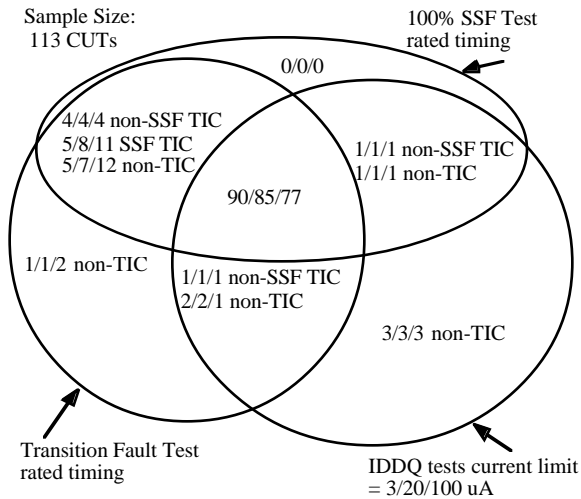 Sample Size:
113 CUTs
100% SSF Test
rated timing
0/0/0
4/4/4 non-SSF TIC
5/8/11 SSF TIC
5/7/12 non-TIC
1/1/1 non-SSF TIC
1/1/1 non-TIC
90/85/77
1/1/2 non-TIC
1/1/1 non-SSF TIC
2/2/1 non-TIC
3/3/3 non-TIC
Transition Fault Test
rated timing
IDDQ tests current limit
= 3/20/100 uA